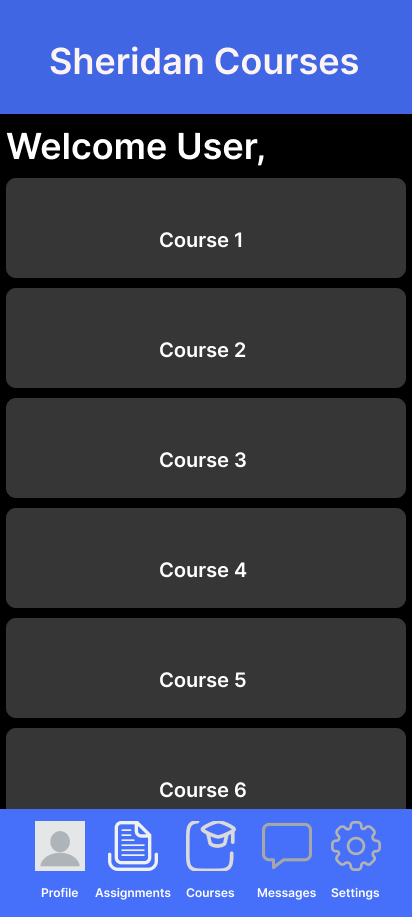 Sheridan Courses
Welcome User,
Course 1
Course 2
Course 3
Course 4
Course 5
Course 6
Profile Assignments Courses Messages Settings